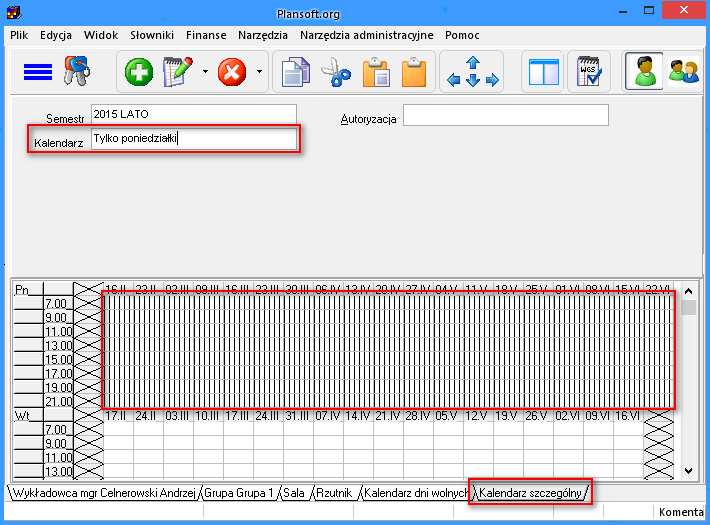 Plansoft.org
Plik Edycja Widok Słowniki Finanse Narzędzia Narzędzia administracyjne Pomoc
WGS
Semestr 2015 LATO Autoryzacja
Kalendarz Tylko poniedziałki
Pn 16.II 23.II 02.III 09.III 16.III 23.III 30.III 06.IV 13.IV 20.IV 27.IV 04.V 11.V 18.V 25.V 01.VI 08.VI 15.VI 22.VI
7.00
9.00
11.00
13.00
15.00
17.00
19.00
21.00
Wt 17.II 24.II 03.III 10.III 17.III 24.III 31.III 07.IV 14.IV 21.IV 28.IV 05.V 12.V 19.V 26.V 02.VI 09.VI 16.VI
7.00
9.00
11.00
13.00
Wykładowca mgr Celnerowski Andrzej Grupa Grupa 1 Sala Rzutnik Kalendarz dni wolnych Kalendarz szczególny
Komenta